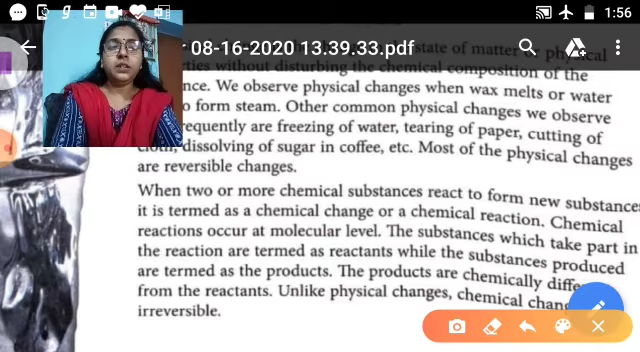 1:56
r 08-16-2020 13.39.33.pdf
state of matter or physical
erties without disturbing the chemical composition of the
nce. We observe physical changes when wax melts or water
o form steam. Other common physical changes we observe
requently are freezing of water, tearing of paper, cutting of
cloth, dissolving of sugar in coffee, etc. Most of the physical changes
are reversible changes.
When two or more chemical substances react to form new substance
it is termed as a chemical change or a chemical reaction. Chemical
reactions occur at molecular level. The substances which take part in
the reaction are termed as reactants while the substances produced
are termed as the products. The products are chemically diffe
from the reactants. Unlike physical changes, chemical chang
irreversible.